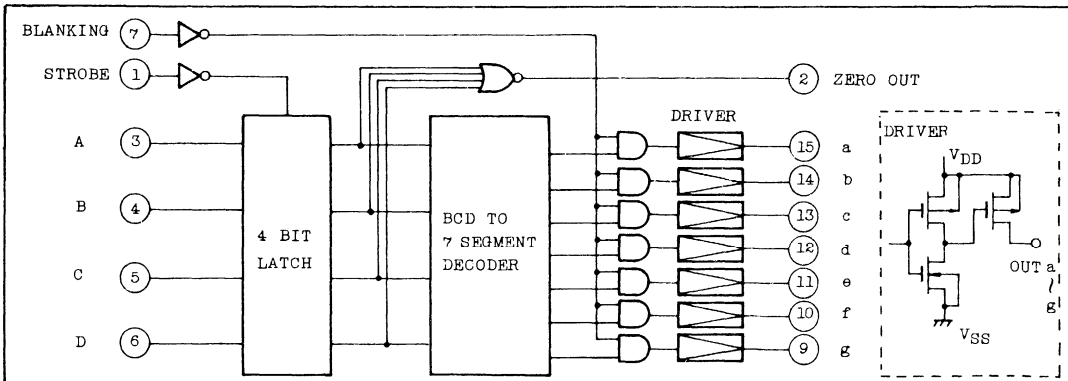 BLANKING 7
STROBE 1
2 ZERO OUT
DRIVER
DRIVER
A 3
15 a
VDD
14 b
B 4
13 c
4 BIT
LATCH
BCD TO
7 SEGMENT
DECODER
12 d
C 5
11 e
OUT a
~
g
10 f
VSS
D 6
9 g